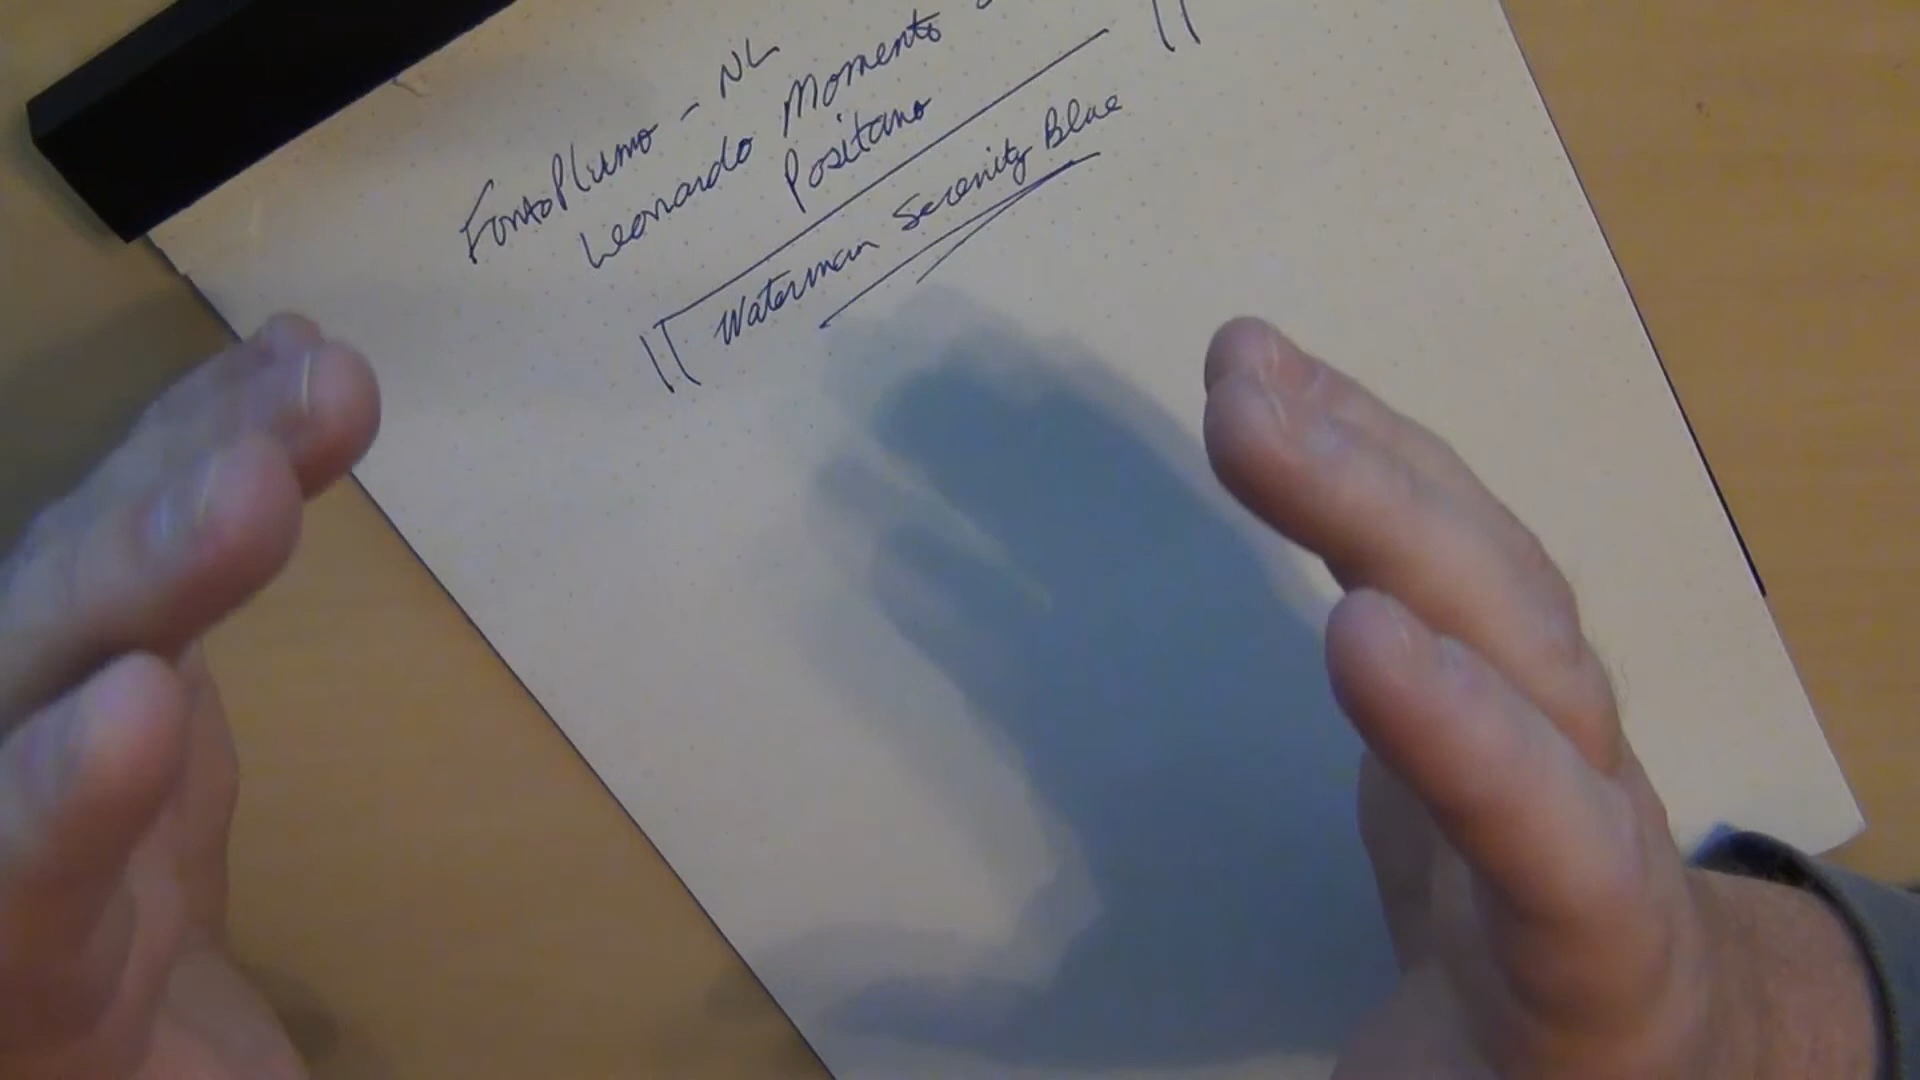 FontoPlumo - NL
Leonardo Momento
Positano
Waterman Serenity Blue